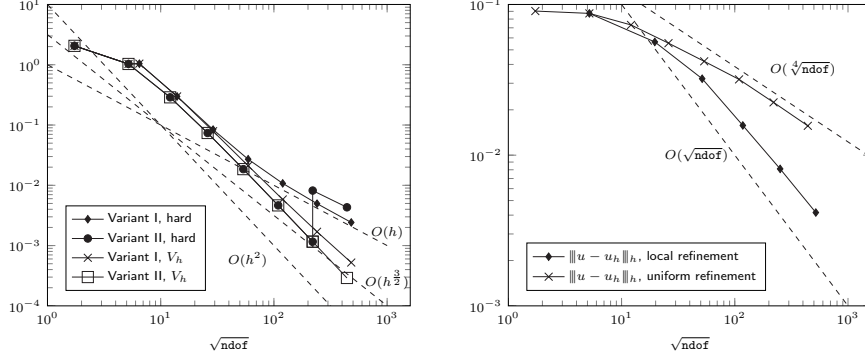 10^1
10^0
10^{-1}
10^{-2}
10^{-3}
10^{-4}
10^0
10^1
10^2
10^3
√ndof
Variant I, hard
Variant II, hard
Variant I, V_h
Variant II, V_h
O(h)
O(h^2)
O(h^{3/2})
10^{-1}
10^{-2}
10^{-3}
10^0
10^1
10^2
10^3
√ndof
O(∜ndof)
O(√ndof)
|||u − u_h|||_h, local refinement
|||u − u_h|||_h, uniform refinement